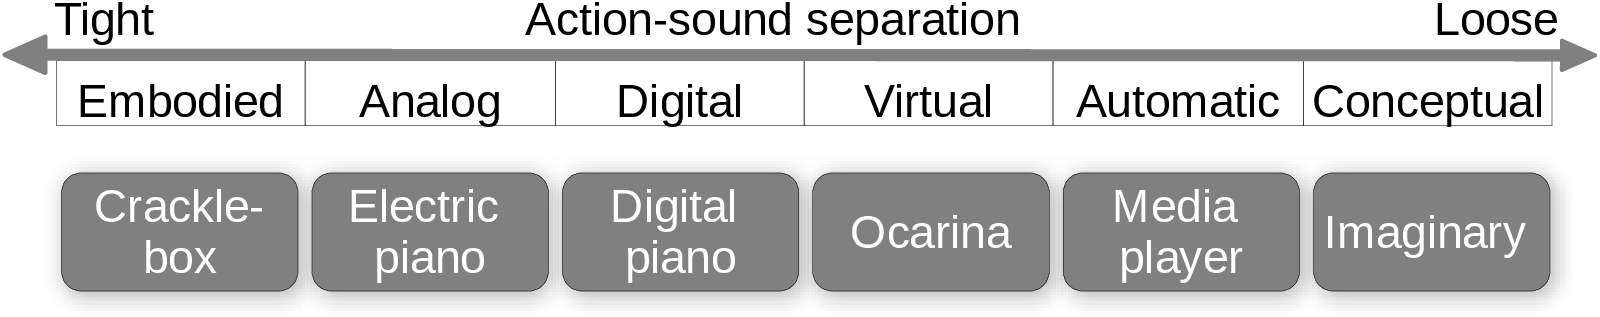 Tight Action-sound separation Loose
Embodied Analog Digital Virtual Automatic Conceptual
Crackle-
box
Electric
piano
Digital
piano
Ocarina
Media
player
Imaginary